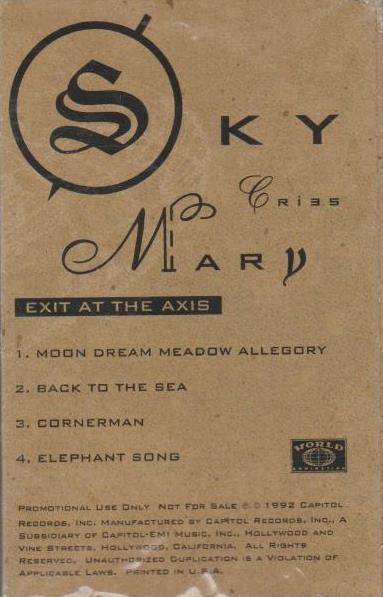 S KY
Cries
Mary
EXIT AT THE AXIS
1. MOON DREAM MEADOW ALLEGORY
2. BACK TO THE SEA
3. CORNERMAN
4. ELEPHANT SONG
WORLD
DOMINATION
PROMOTIONAL USE ONLY NOT FOR SALE ℗ © 1992 CAPITOL
RECORDS, INC. MANUFACTURED BY CAPITOL RECORDS, INC., A
SUBSIDIARY OF CAPITOL-EMI MUSIC, INC., HOLLYWOOD AND
VINE STREETS, HOLLYWOOD, CALIFORNIA. ALL RIGHTS
RESERVED. UNAUTHORIZED DUPLICATION IS A VIOLATION OF
APPLICABLE LAWS. PRINTED IN U.S.A.